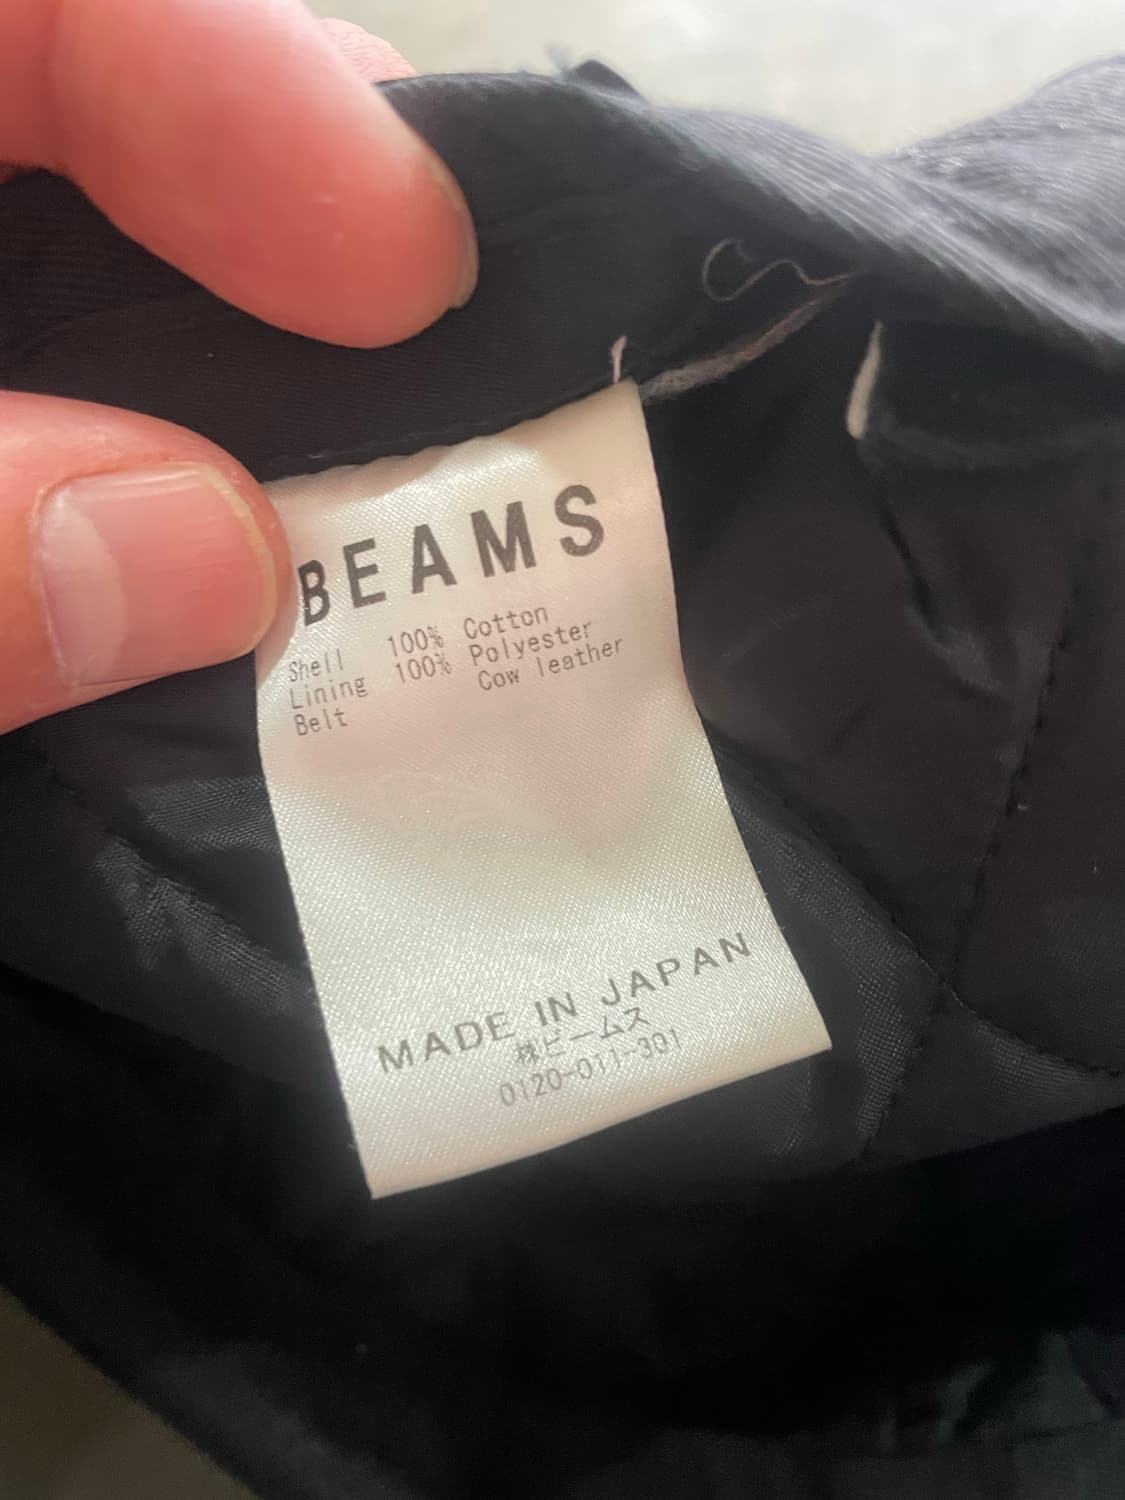 BEAMS
Shell 100% Cotton
Lining 100% Polyester
Belt Cow leather
MADE IN JAPAN
㈱ビームス
0120-011-301